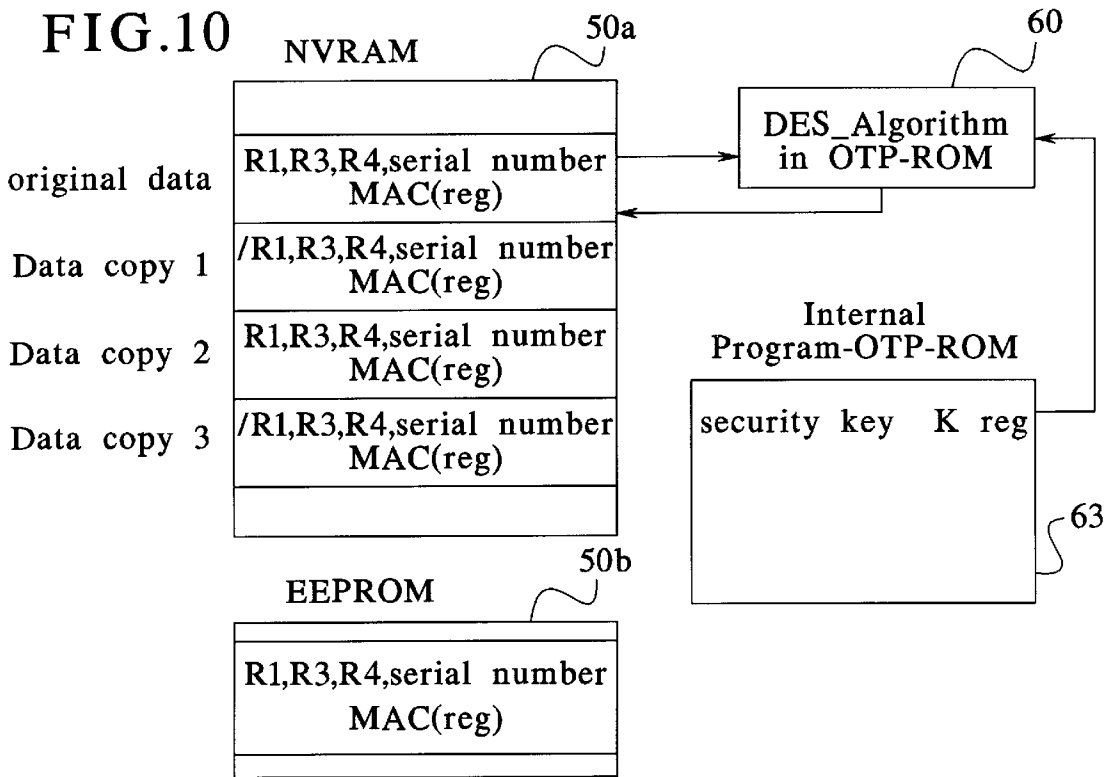 FIG.10
NVRAM
50a
60
original data
R1,R3,R4,serial number
MAC(reg)
DES_Algorithm
in OTP-ROM
Data copy 1
/R1,R3,R4,serial number
MAC(reg)
Data copy 2
R1,R3,R4,serial number
MAC(reg)
Data copy 3
/R1,R3,R4,serial number
MAC(reg)
Internal
Program-OTP-ROM
security key K reg
63
EEPROM
50b
R1,R3,R4,serial number
MAC(reg)